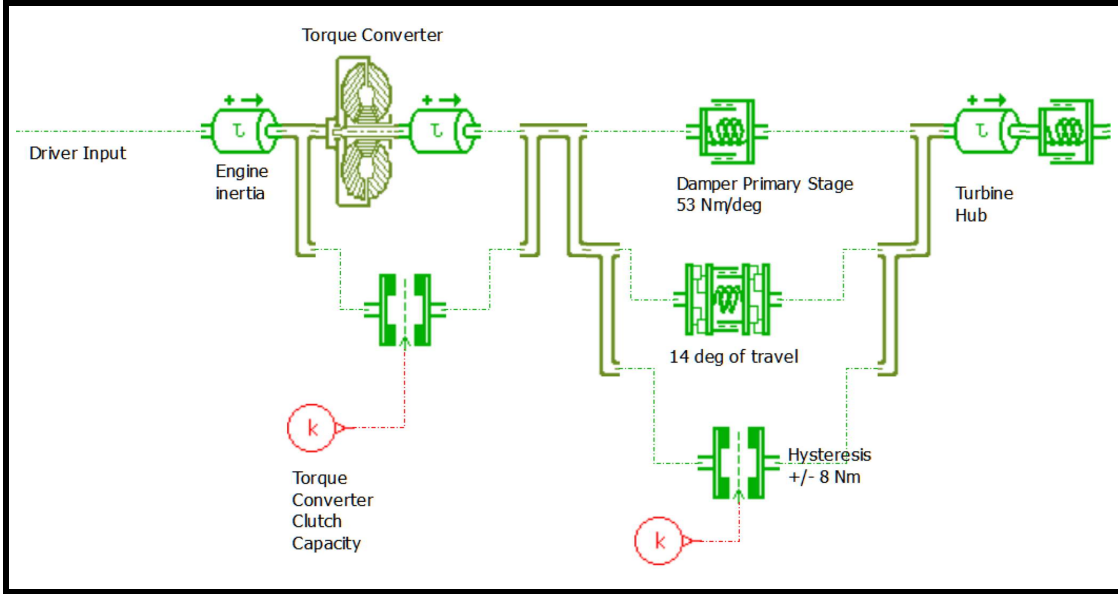 Torque Converter
τ
τ
τ
Driver Input
Engine
inertia
Damper Primary Stage
53 Nm/deg
Turbine
Hub
14 deg of travel
k
Torque
Converter
Clutch
Capacity
Hysteresis
+/- 8 Nm
k